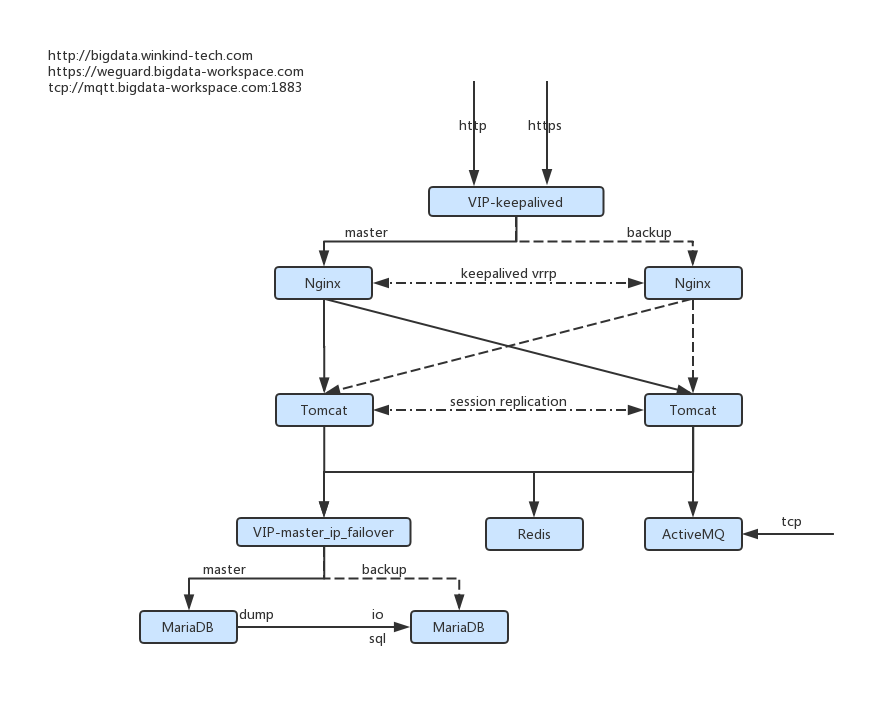 http://bigdata.winkind-tech.com
https://weguard.bigdata-workspace.com
tcp://mqtt.bigdata-workspace.com:1883
http
https
VIP-keepalived
master
backup
Nginx
keepalived vrrp
Nginx
Tomcat
session replication
Tomcat
VIP-master_ip_failover
Redis
ActiveMQ
tcp
master
backup
MariaDB
dump
io
sql
MariaDB